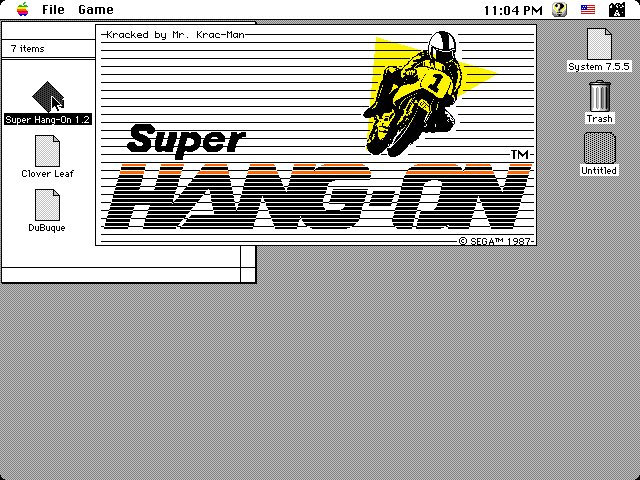 File Game 11:04 PM
7 items
Super Hang-On 1.2
Clover Leaf
DuBuque
Kracked by Mr. Krac-Man
1
Super
HANG-ON
TM
© SEGA™ 1987
System 7.5.5
Trash
Untitled